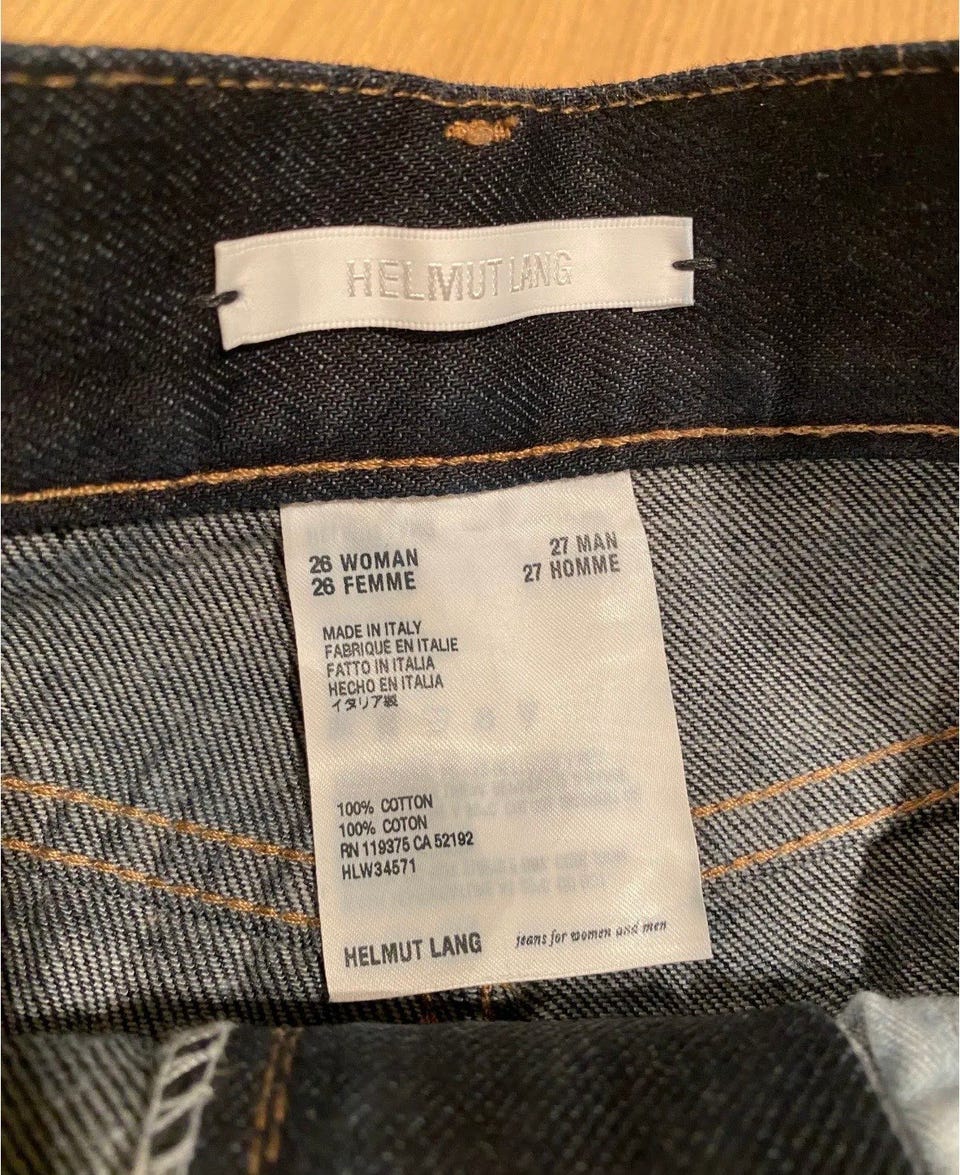 HELMUT LANG
26 WOMAN
26 FEMME
27 MAN
27 HOMME
MADE IN ITALY
FABRIQUÉ EN ITALIE
FATTO IN ITALIA
HECHO EN ITALIA
イタリア製
100% COTTON
100% COTON
RN 119375 CA 52192
HLW34571
HELMUT LANG jeans for women and men